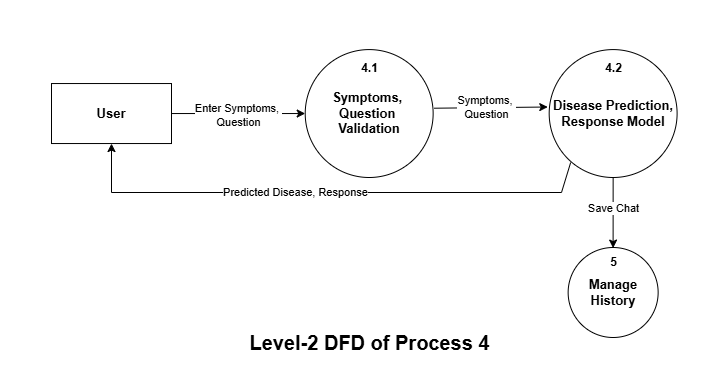 User
Enter Symptoms,
Question
4.1
Symptoms,
Question
Validation
Symptoms,
Question
4.2
Disease Prediction,
Response Model
Predicted Disease, Response
Save Chat
5
Manage
History
Level-2 DFD of Process 4